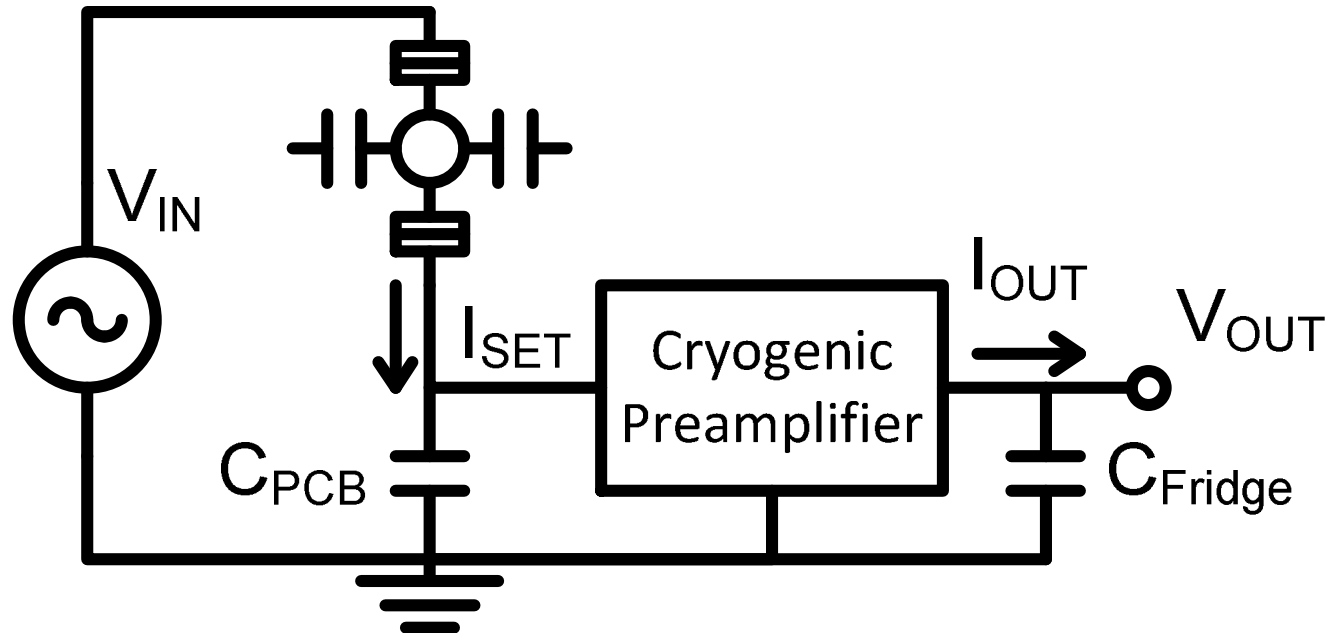 V_IN
I_SET
I_OUT
V_OUT
Cryogenic
Preamplifier
C_PCB
C_Fridge